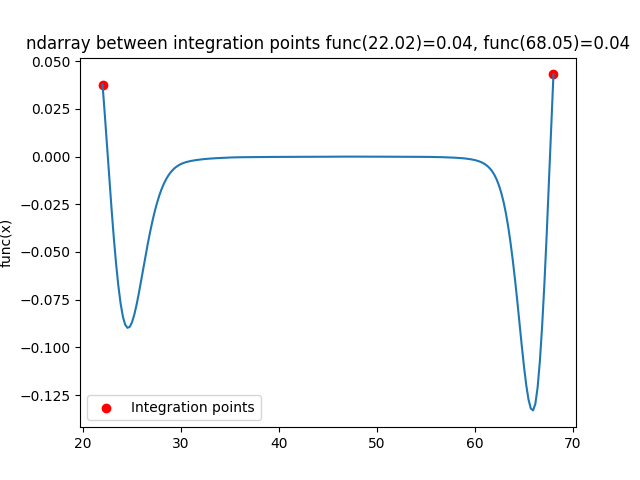 ndarray between integration points func(22.02)=0.04, func(68.05)=0.04
0.050
0.025
0.000
−0.025
−0.050
−0.075
−0.100
−0.125
func(x)
Integration points
20 30 40 50 60 70